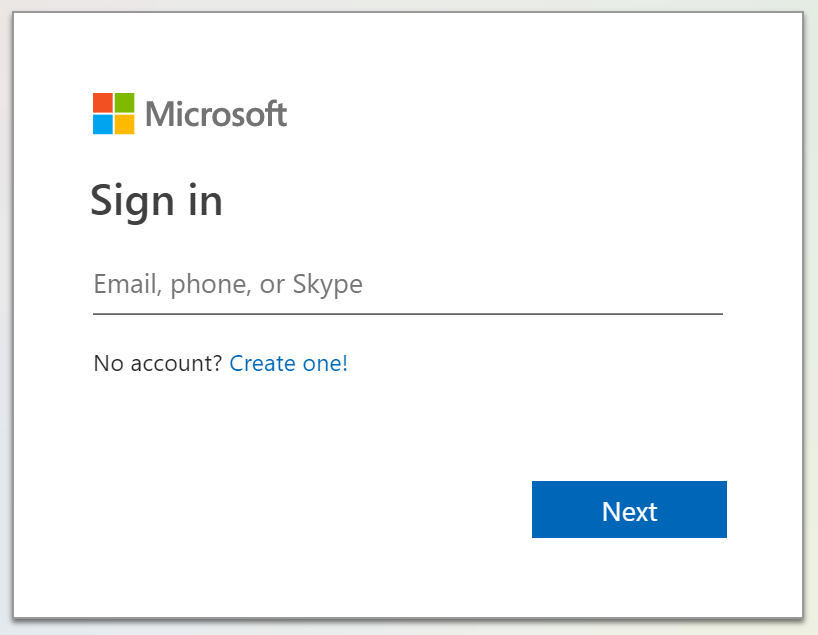 Microsoft
Sign in
Email, phone, or Skype
No account? Create one!
Next